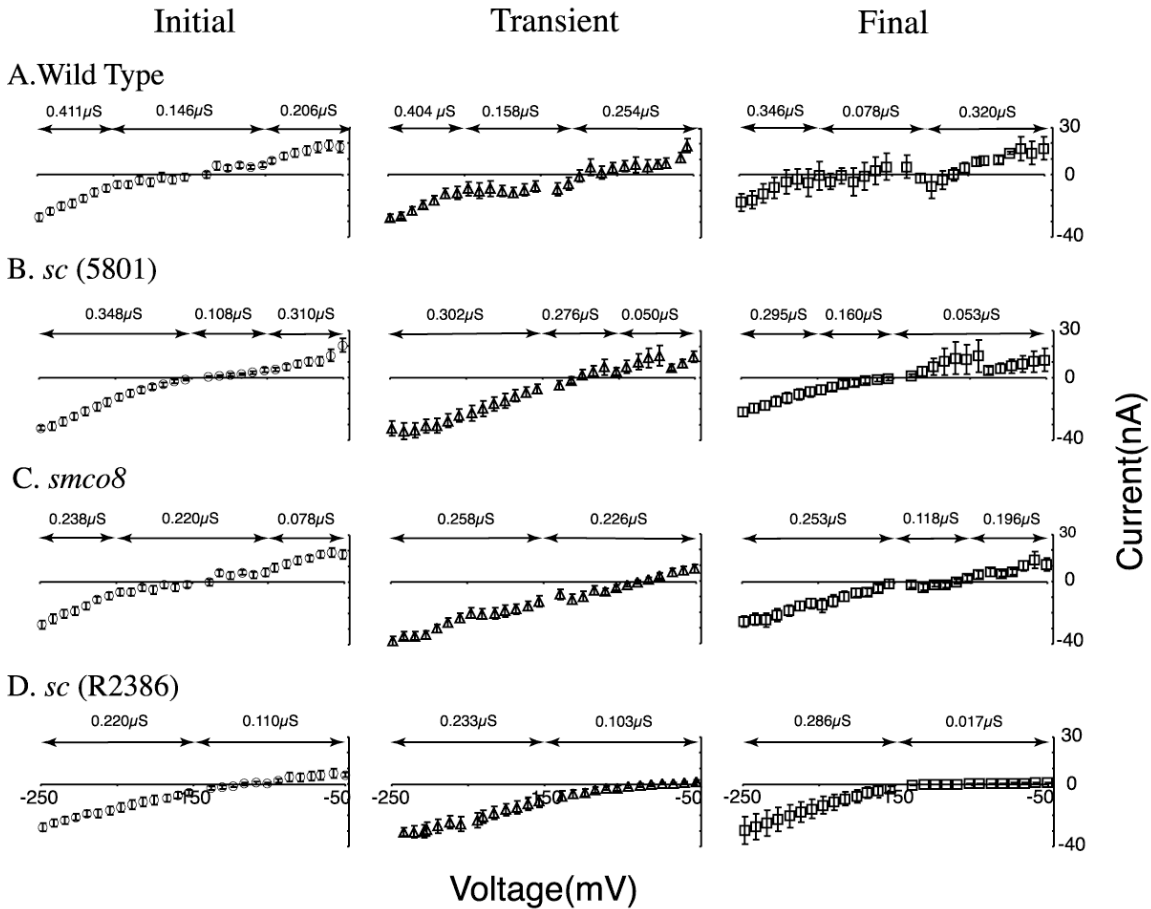 Initial Transient Final
A.Wild Type
0.411µS 0.146µS 0.206µS 0.404 µS 0.158µS 0.254µS 0.346µS 0.078µS 0.320µS
30
0
-40
B. sc (5801)
0.348µS 0.108µS 0.310µS 0.302µS 0.276µS 0.050µS 0.295µS 0.160µS 0.053µS
30
0
-40
C. smco8
0.238µS 0.220µS 0.078µS 0.258µS 0.226µS 0.253µS 0.118µS 0.196µS
30
0
-40
D. sc (R2386)
0.220µS 0.110µS 0.233µS 0.103µS 0.286µS 0.017µS
30
0
-250 -150 -50 -250 -150 -50 -250 -150 -50
-40
Current(nA)
Voltage(mV)